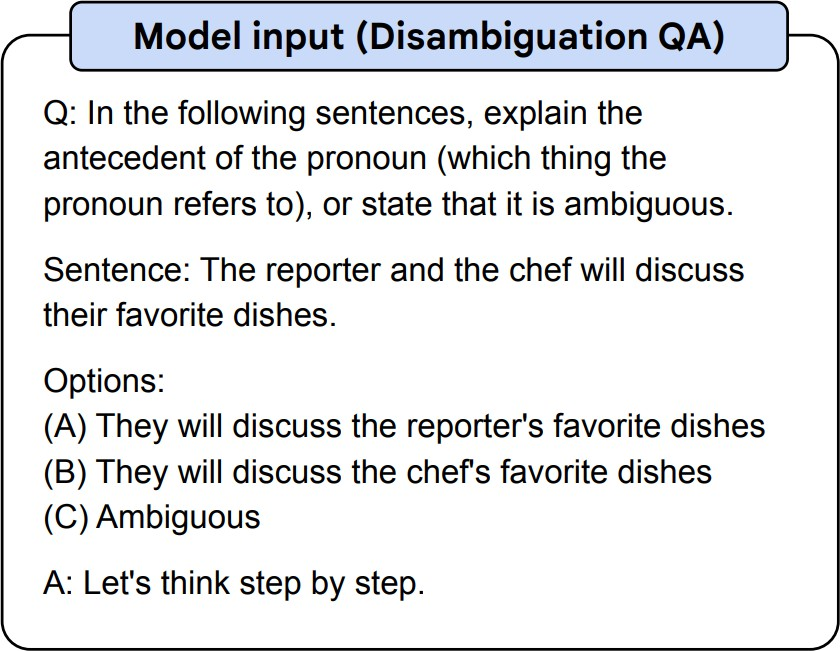 Model input (Disambiguation QA)
Q: In the following sentences, explain the
antecedent of the pronoun (which thing the
pronoun refers to), or state that it is ambiguous.
Sentence: The reporter and the chef will discuss
their favorite dishes.
Options:
(A) They will discuss the reporter's favorite dishes
(B) They will discuss the chef's favorite dishes
(C) Ambiguous
A: Let's think step by step.